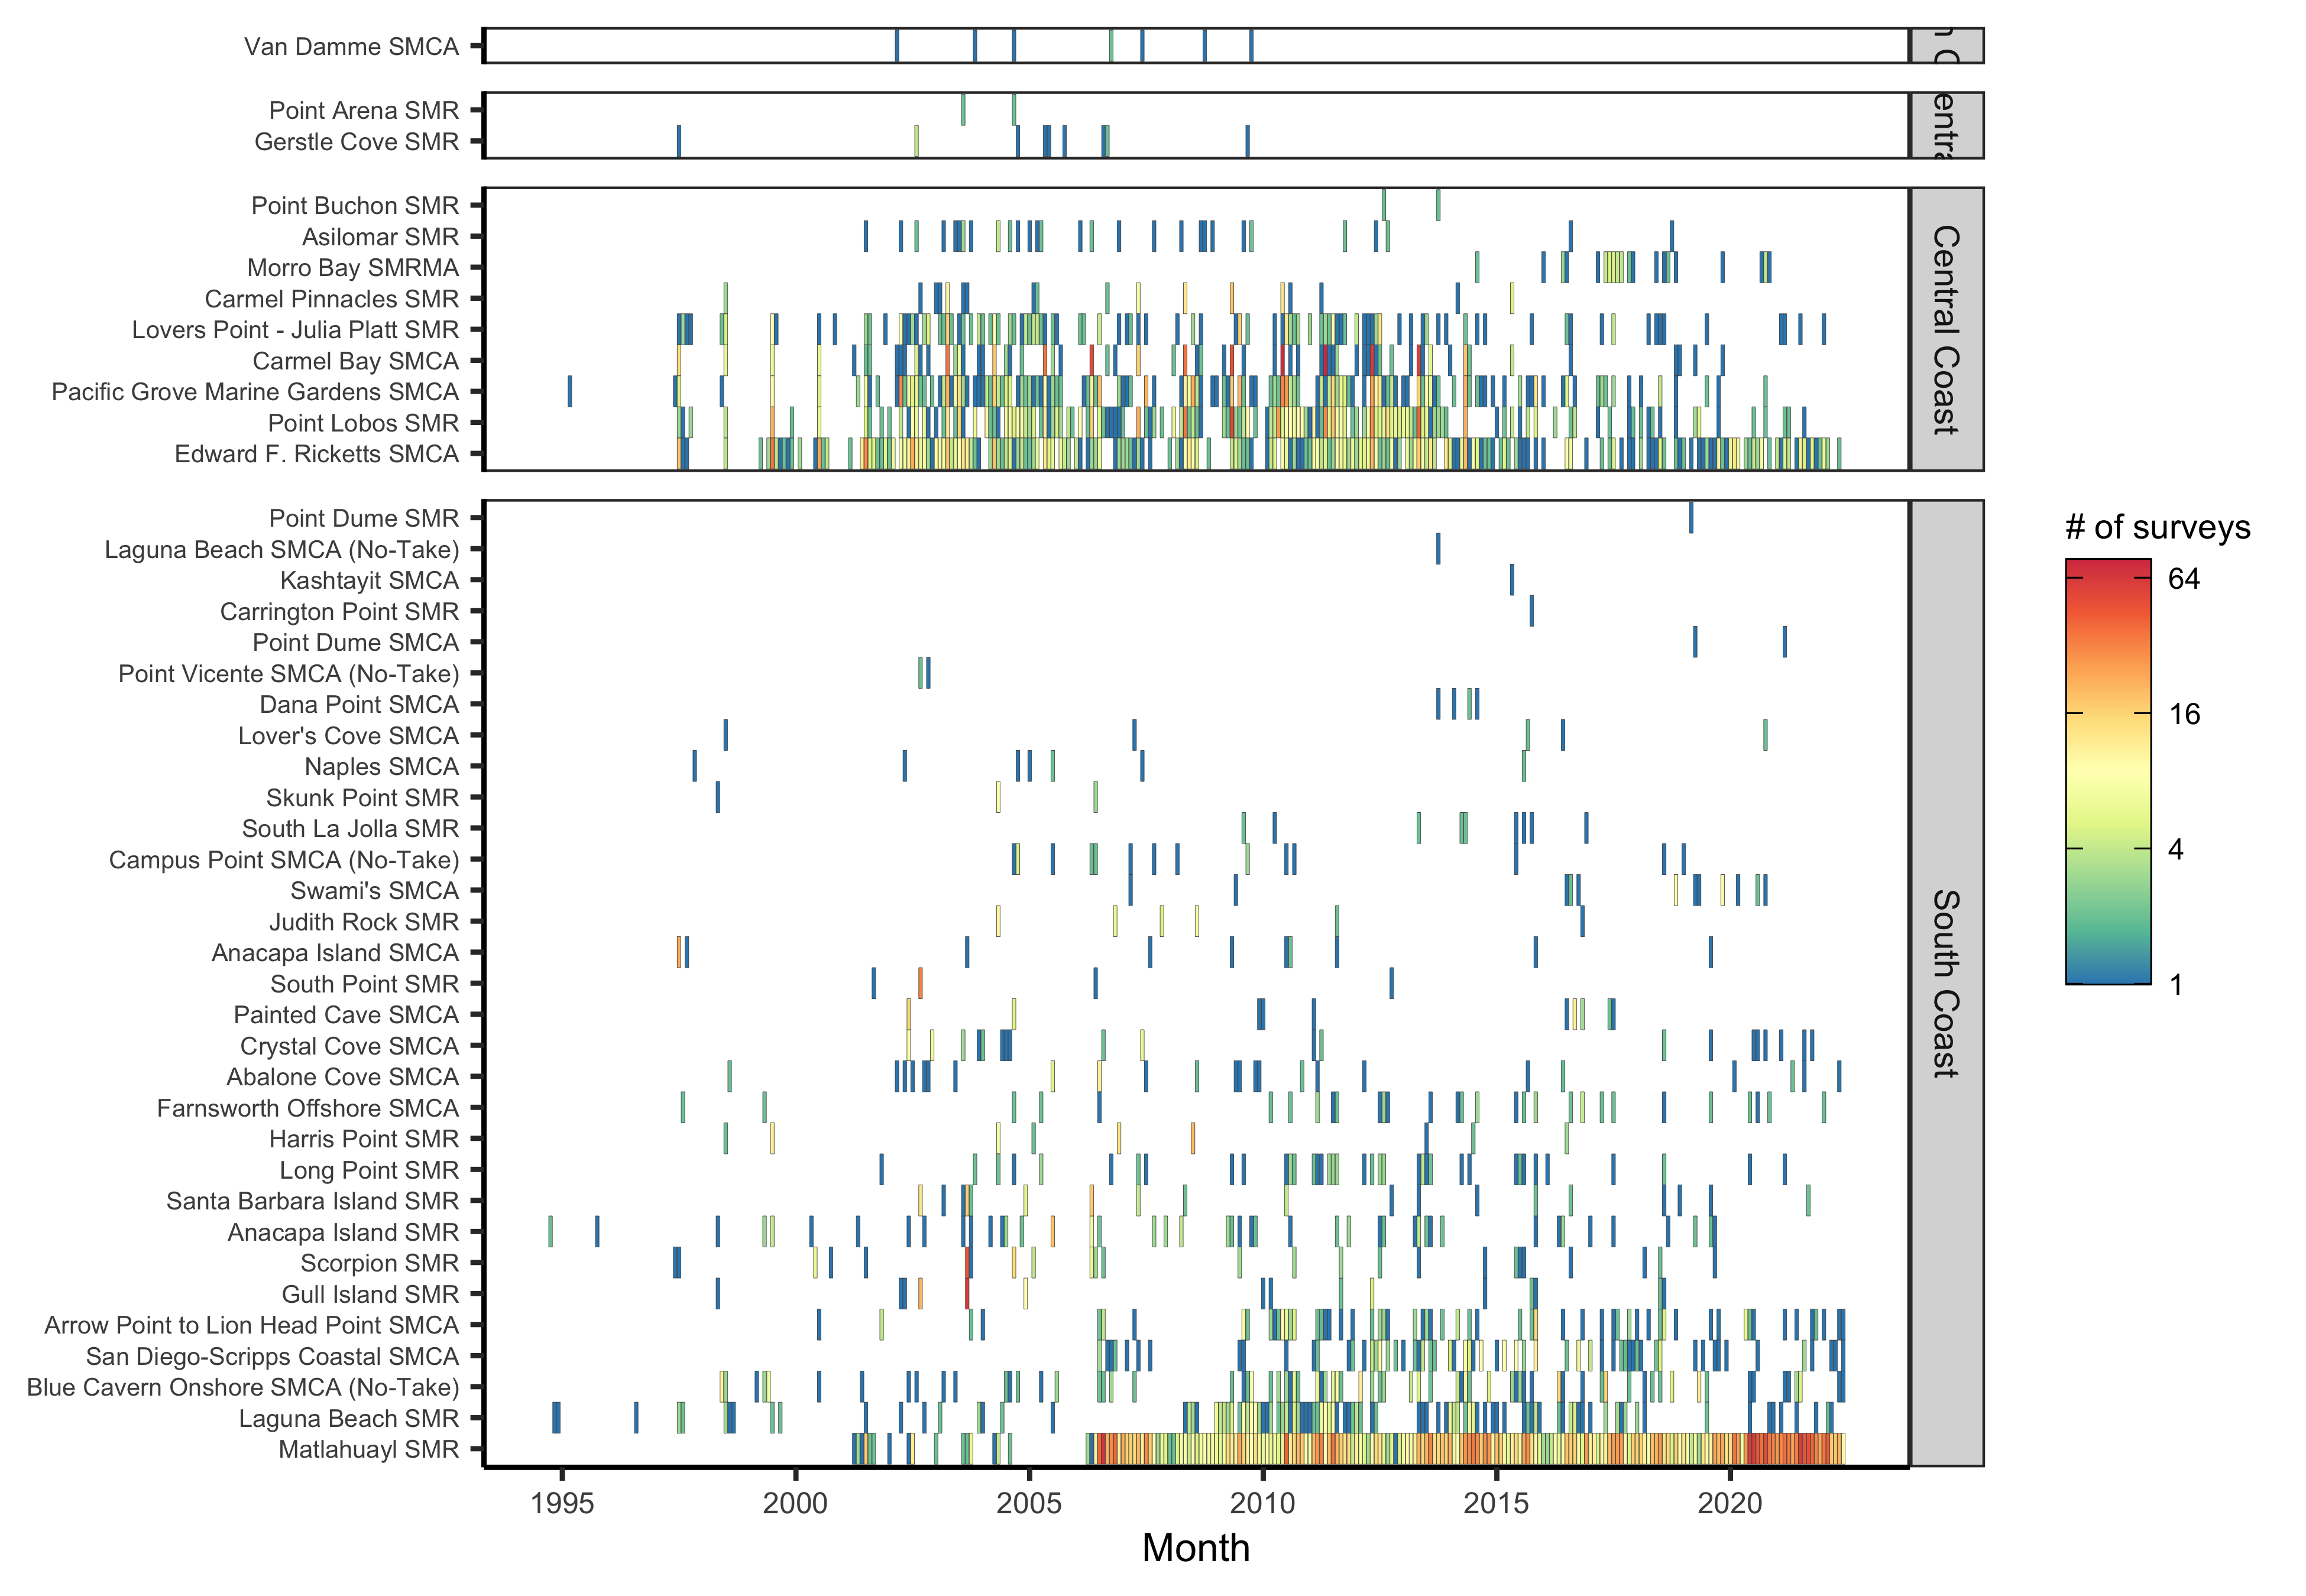 Van Damme SMCA
Point Arena SMR
Gerstle Cove SMR
Point Buchon SMR
Asilomar SMR
Morro Bay SMRMA
Carmel Pinnacles SMR
Lovers Point - Julia Platt SMR
Carmel Bay SMCA
Pacific Grove Marine Gardens SMCA
Point Lobos SMR
Edward F. Ricketts SMCA
Central Coast
Point Dume SMR
Laguna Beach SMCA (No-Take)
Kashtayit SMCA
Carrington Point SMR
Point Dume SMCA
Point Vicente SMCA (No-Take)
Dana Point SMCA
Lover's Cove SMCA
Naples SMCA
Skunk Point SMR
South La Jolla SMR
Campus Point SMCA (No-Take)
Swami's SMCA
Judith Rock SMR
Anacapa Island SMCA
South Point SMR
Painted Cave SMCA
Crystal Cove SMCA
Abalone Cove SMCA
Farnsworth Offshore SMCA
Harris Point SMR
Long Point SMR
Santa Barbara Island SMR
Anacapa Island SMR
Scorpion SMR
Gull Island SMR
Arrow Point to Lion Head Point SMCA
San Diego-Scripps Coastal SMCA
Blue Cavern Onshore SMCA (No-Take)
Laguna Beach SMR
Matlahuayl SMR
South Coast
1995 2000 2005 2010 2015 2020
Month
# of surveys
64
16
4
1